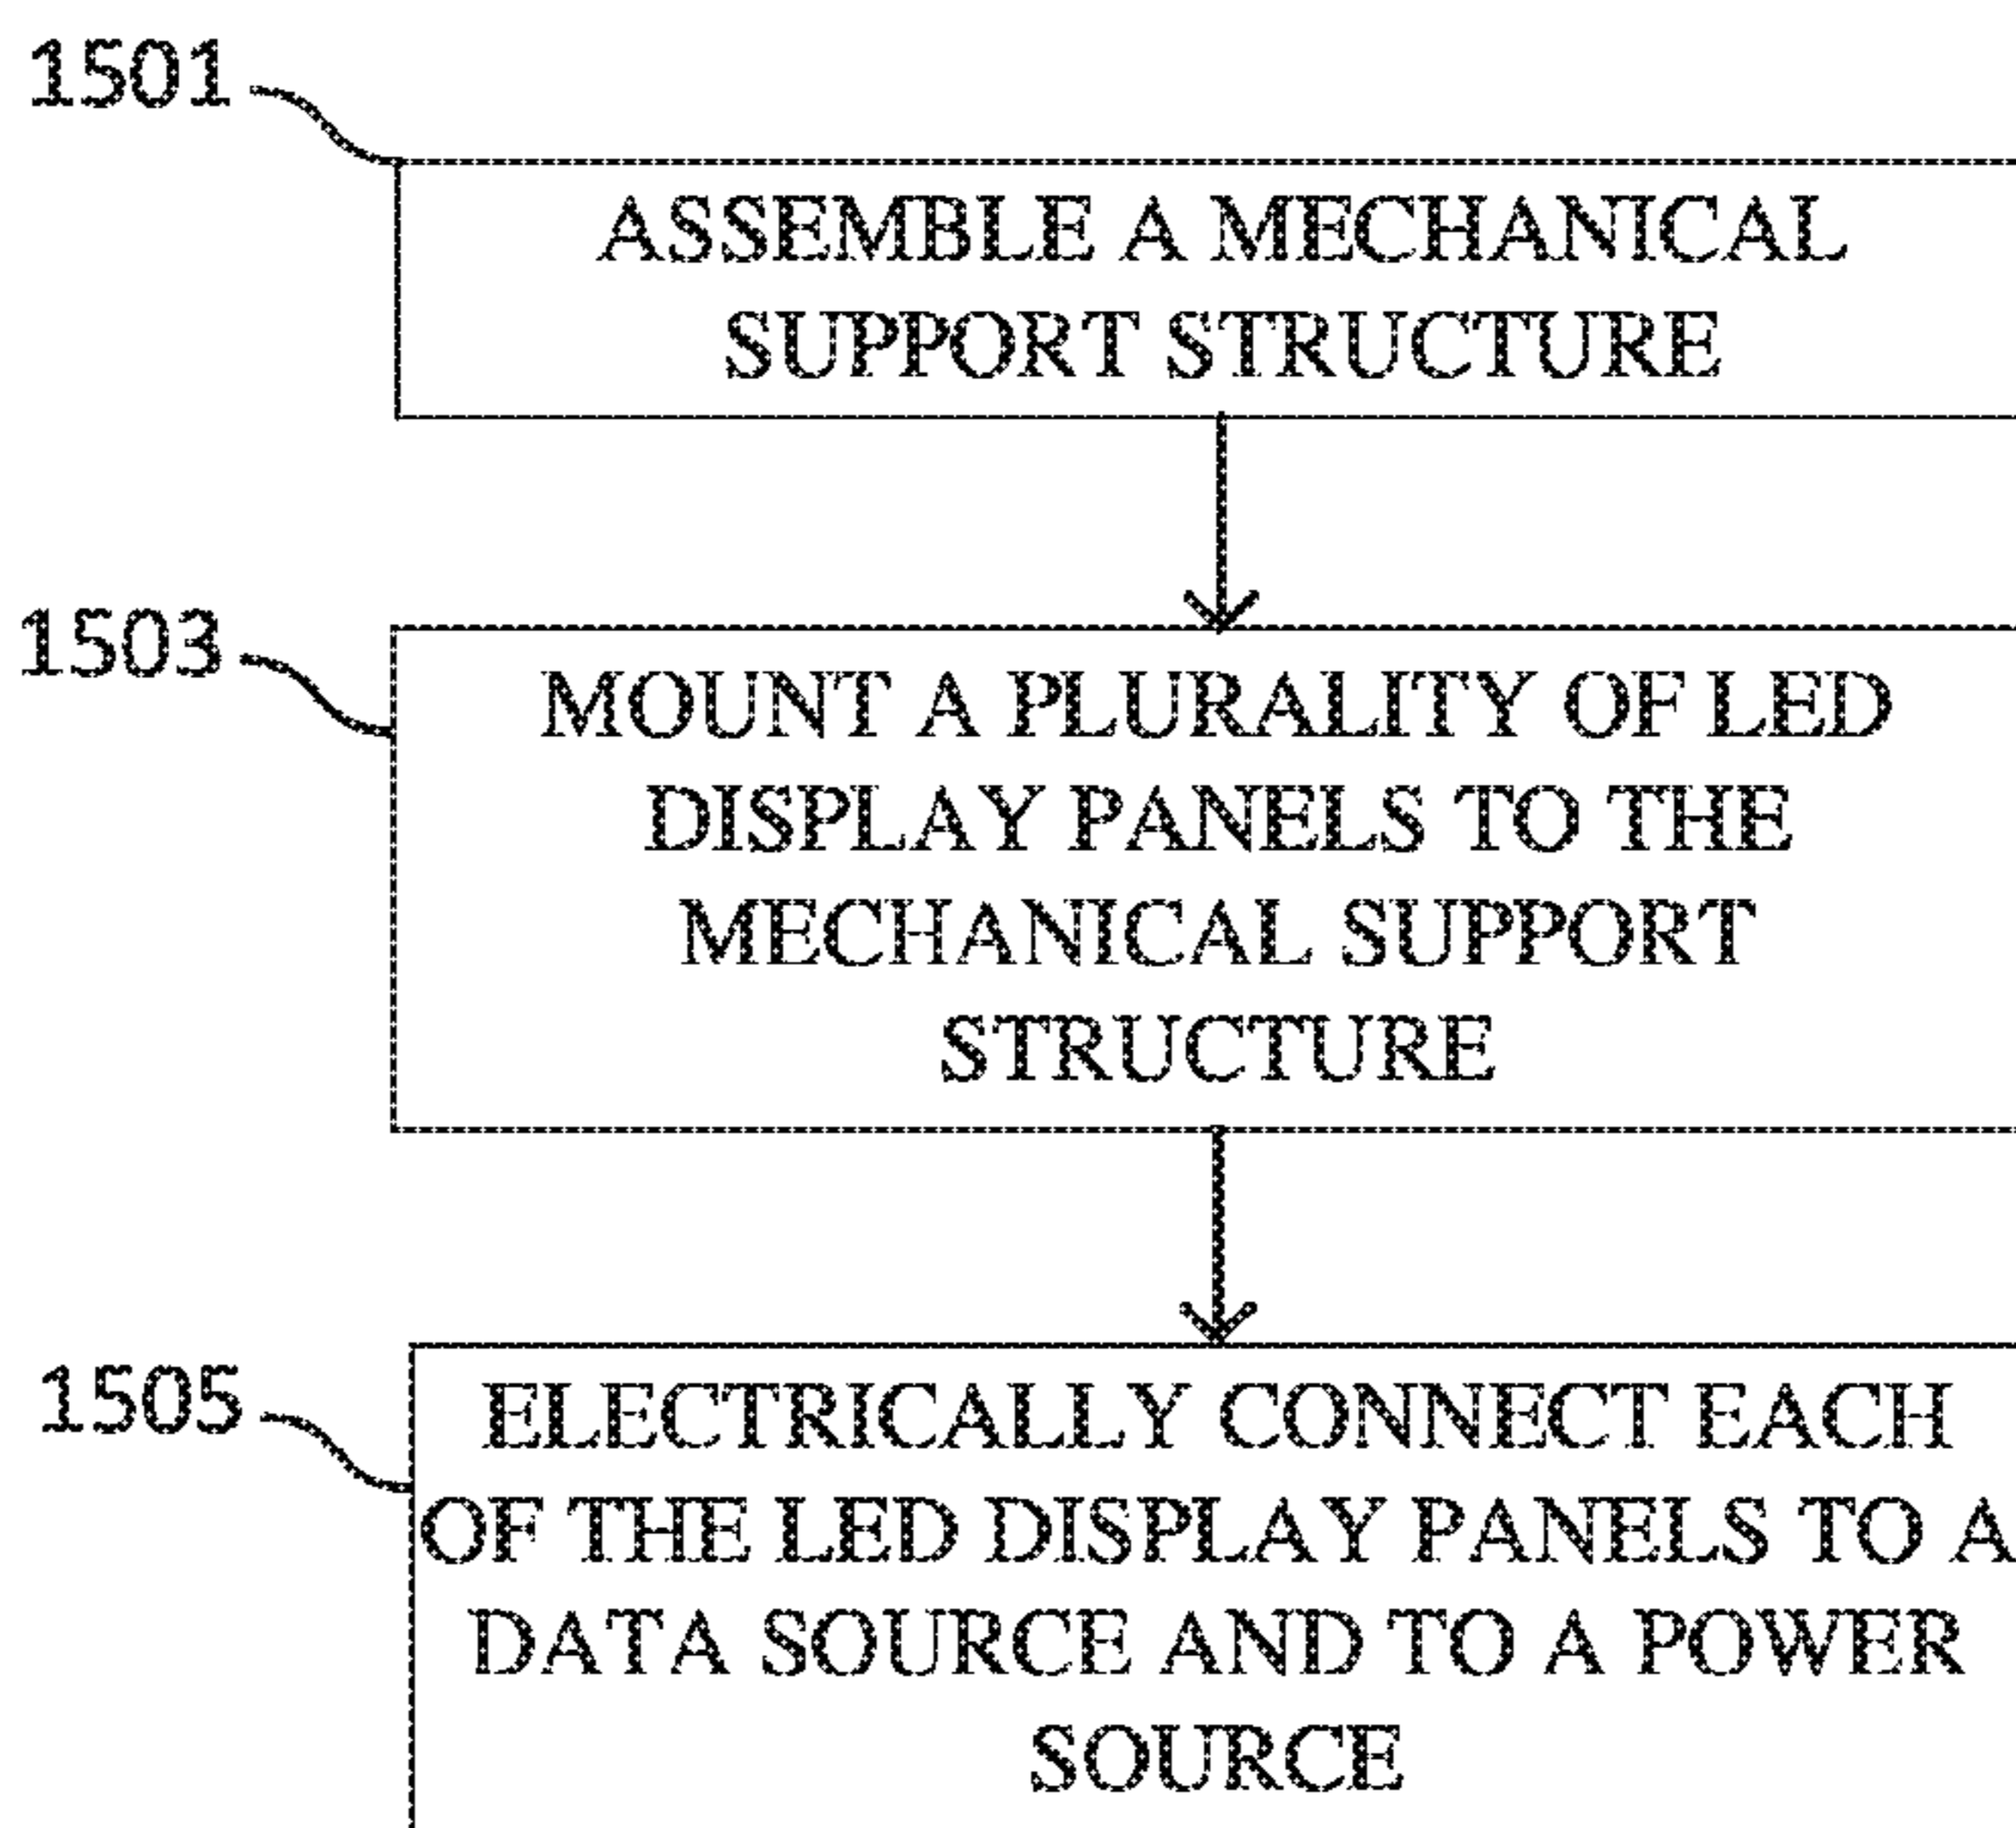 1501
ASSEMBLE A MECHANICAL
SUPPORT STRUCTURE
1503
MOUNT A PLURALITY OF LED
DISPLAY PANELS TO THE
MECHANICAL SUPPORT
STRUCTURE
1505
ELECTRICALLY CONNECT EACH
OF THE LED DISPLAY PANELS TO A
DATA SOURCE AND TO A POWER
SOURCE